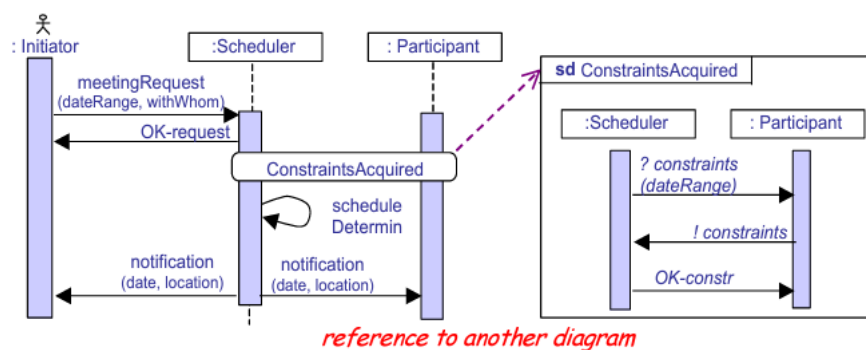 : Initiator
:Scheduler
: Participant
meetingRequest
(dateRange, withWhom)
OK-request
ConstraintsAcquired
schedule
Determin
notification
(date, location)
notification
(date, location)
sd ConstraintsAcquired
:Scheduler
: Participant
? constraints
(dateRange)
! constraints
OK-constr
reference to another diagram